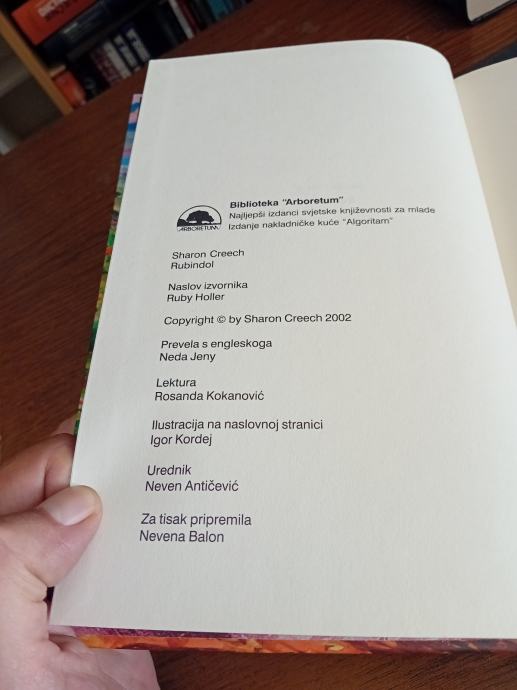 Biblioteka "Arboretum"
Najljepši izdanci svjetske književnosti za mlade
Izdanje nakladničke kuće "Algoritam"
ARBORETUM
Sharon Creech
Rubindol
Naslov izvornika
Ruby Holler
Copyright © by Sharon Creech 2002
Prevela s engleskoga
Neda Jeny
Lektura
Rosanda Kokanović
Ilustracija na naslovnoj stranici
Igor Kordej
Urednik
Neven Antičević
Za tisak pripremila
Nevena Balon